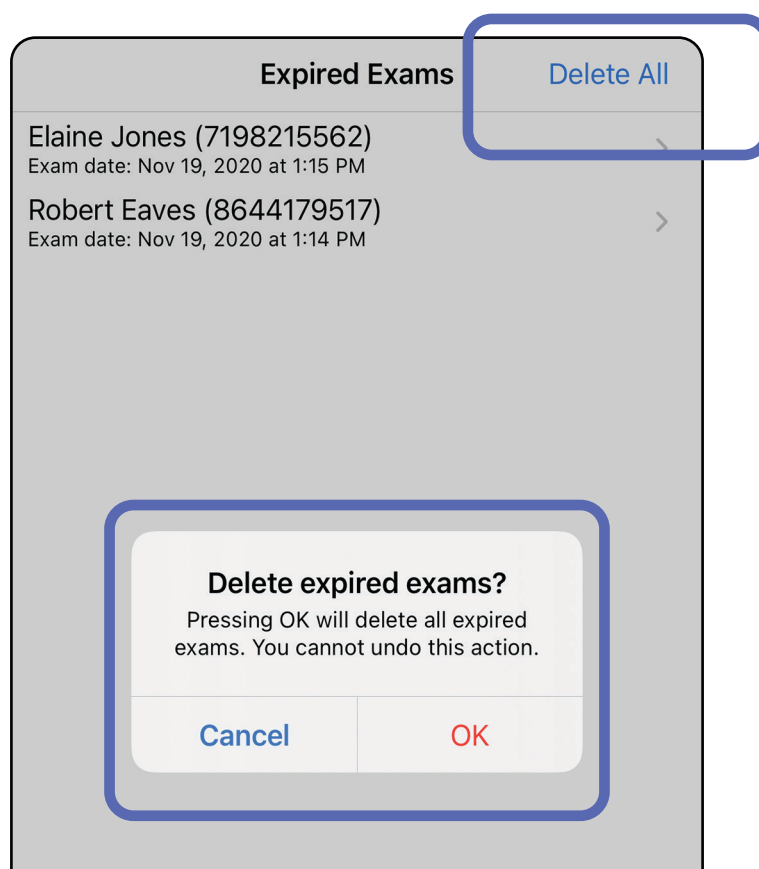 Expired Exams Delete All
Elaine Jones (7198215562)
Exam date: Nov 19, 2020 at 1:15 PM
Robert Eaves (8644179517)
Exam date: Nov 19, 2020 at 1:14 PM
Delete expired exams?
Pressing OK will delete all expired
exams. You cannot undo this action.
Cancel OK